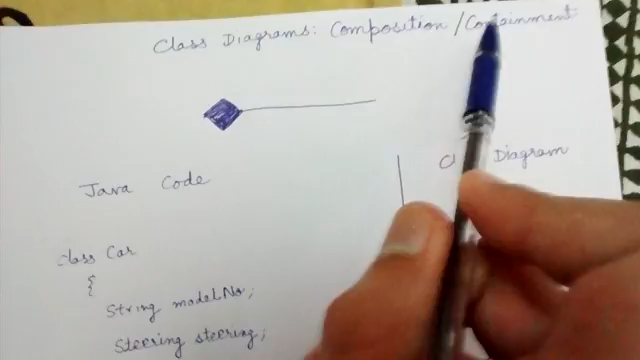 Class Diagrams: Composition / Containment
Java Code
Diagram
class Car
{
String modelNo;
Steering steering;